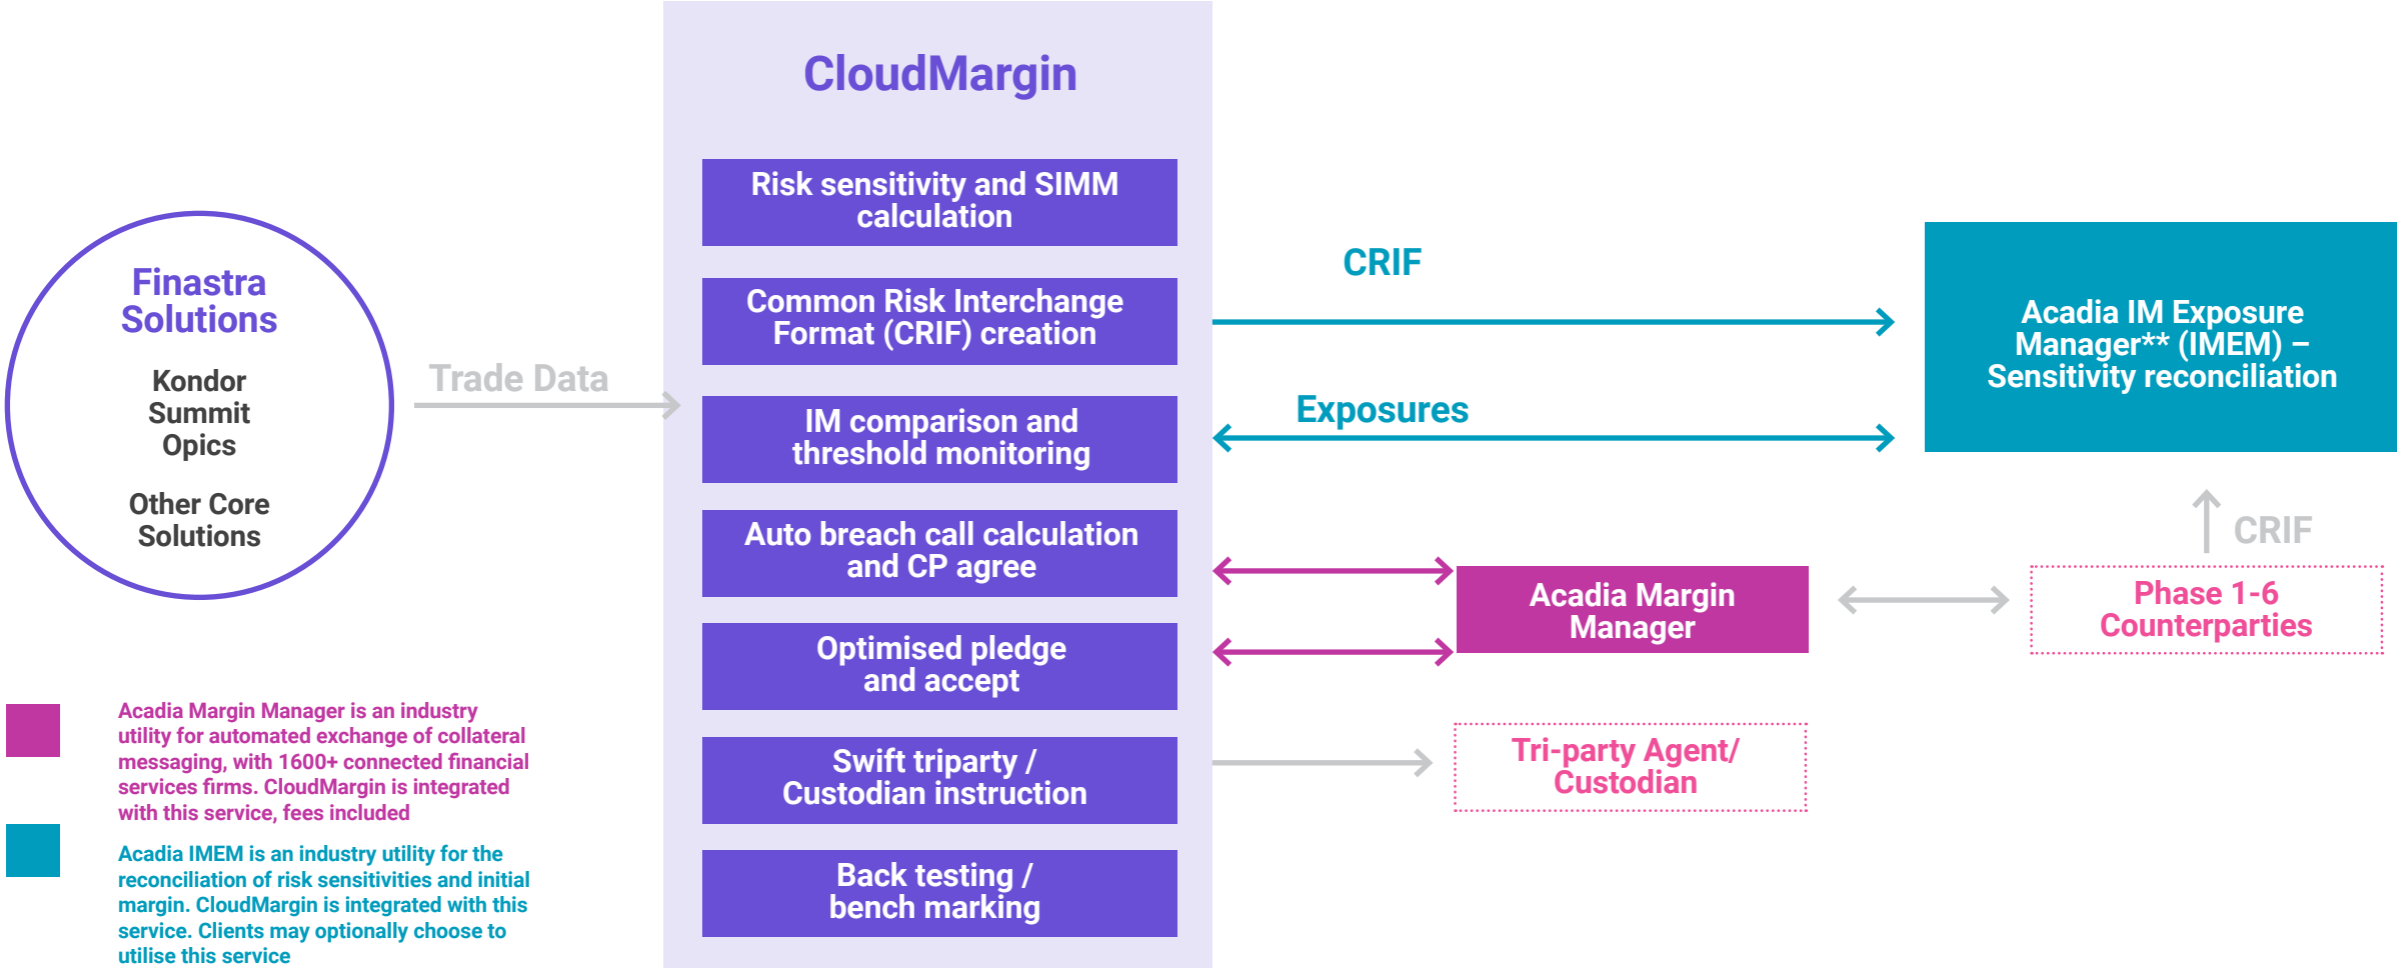 CloudMargin
Finastra
Solutions
Kondor
Summit
Opics
Other Core
Solutions
Trade Data
Risk sensitivity and SIMM
calculation
Common Risk Interchange
Format (CRIF) creation
IM comparison and
threshold monitoring
Auto breach call calculation
and CP agree
Optimised pledge
and accept
Swift triparty /
Custodian instruction
Back testing /
bench marking
CRIF
Exposures
Acadia IM Exposure
Manager** (IMEM) –
Sensitivity reconciliation
CRIF
Acadia Margin
Manager
Phase 1-6
Counterparties
Tri-party Agent/
Custodian
Acadia Margin Manager is an industry
utility for automated exchange of collateral
messaging, with 1600+ connected financial
services firms. CloudMargin is integrated
with this service, fees included
Acadia IMEM is an industry utility for the
reconciliation of risk sensitivities and initial
margin. CloudMargin is integrated with this
service. Clients may optionally choose to
utilise this service